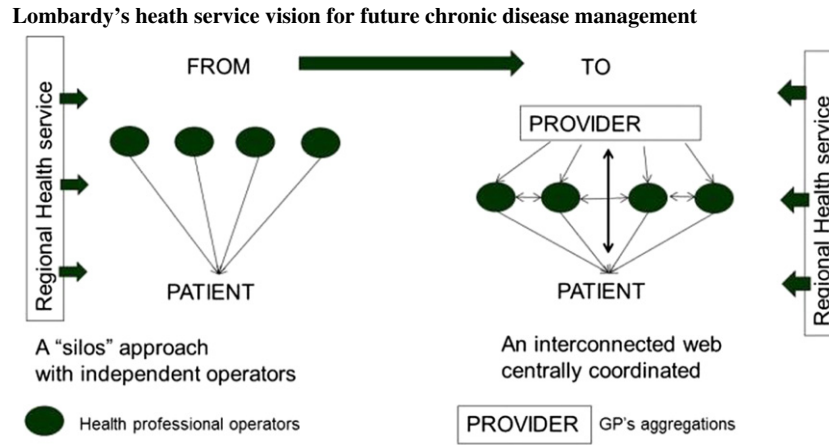 Lombardy's heath service vision for future chronic disease management
FROM
TO
Regional Health service
PROVIDER
Regional Health service
PATIENT
PATIENT
A "silos" approach
with independent operators
An interconnected web
centrally coordinated
Health professional operators
PROVIDER
GP's aggregations